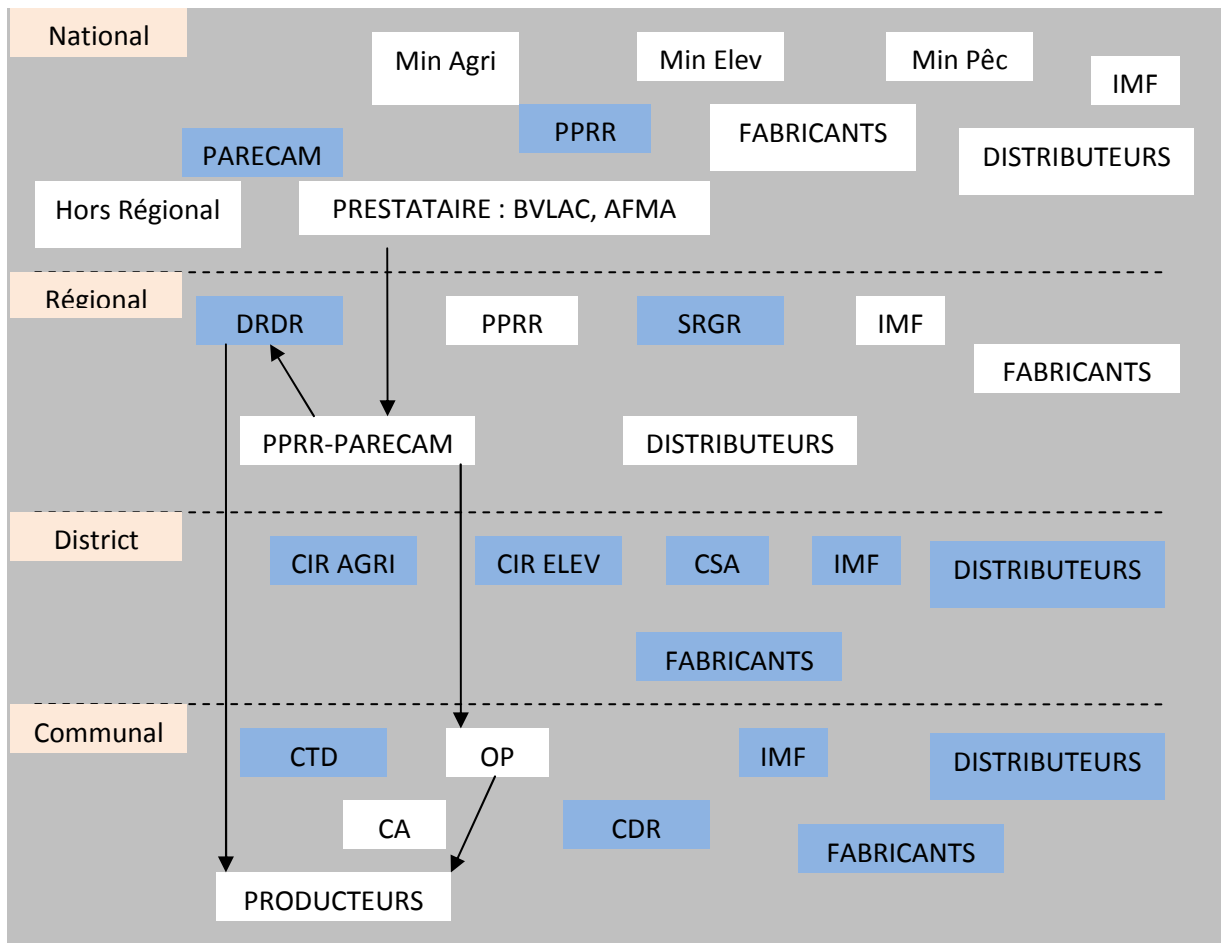 National
Min Agri
Min Elev
Min Pêc
IMF
PARECAM
PPRR
FABRICANTS
DISTRIBUTEURS
Hors Régional
PRESTATAIRE : BVLAC, AFMA
Régional
DRDR
PPRR
SRGR
IMF
FABRICANTS
PPRR-PARECAM
DISTRIBUTEURS
District
CIR AGRI
CIR ELEV
CSA
IMF
DISTRIBUTEURS
FABRICANTS
Communal
CTD
OP
IMF
DISTRIBUTEURS
CA
CDR
FABRICANTS
PRODUCTEURS